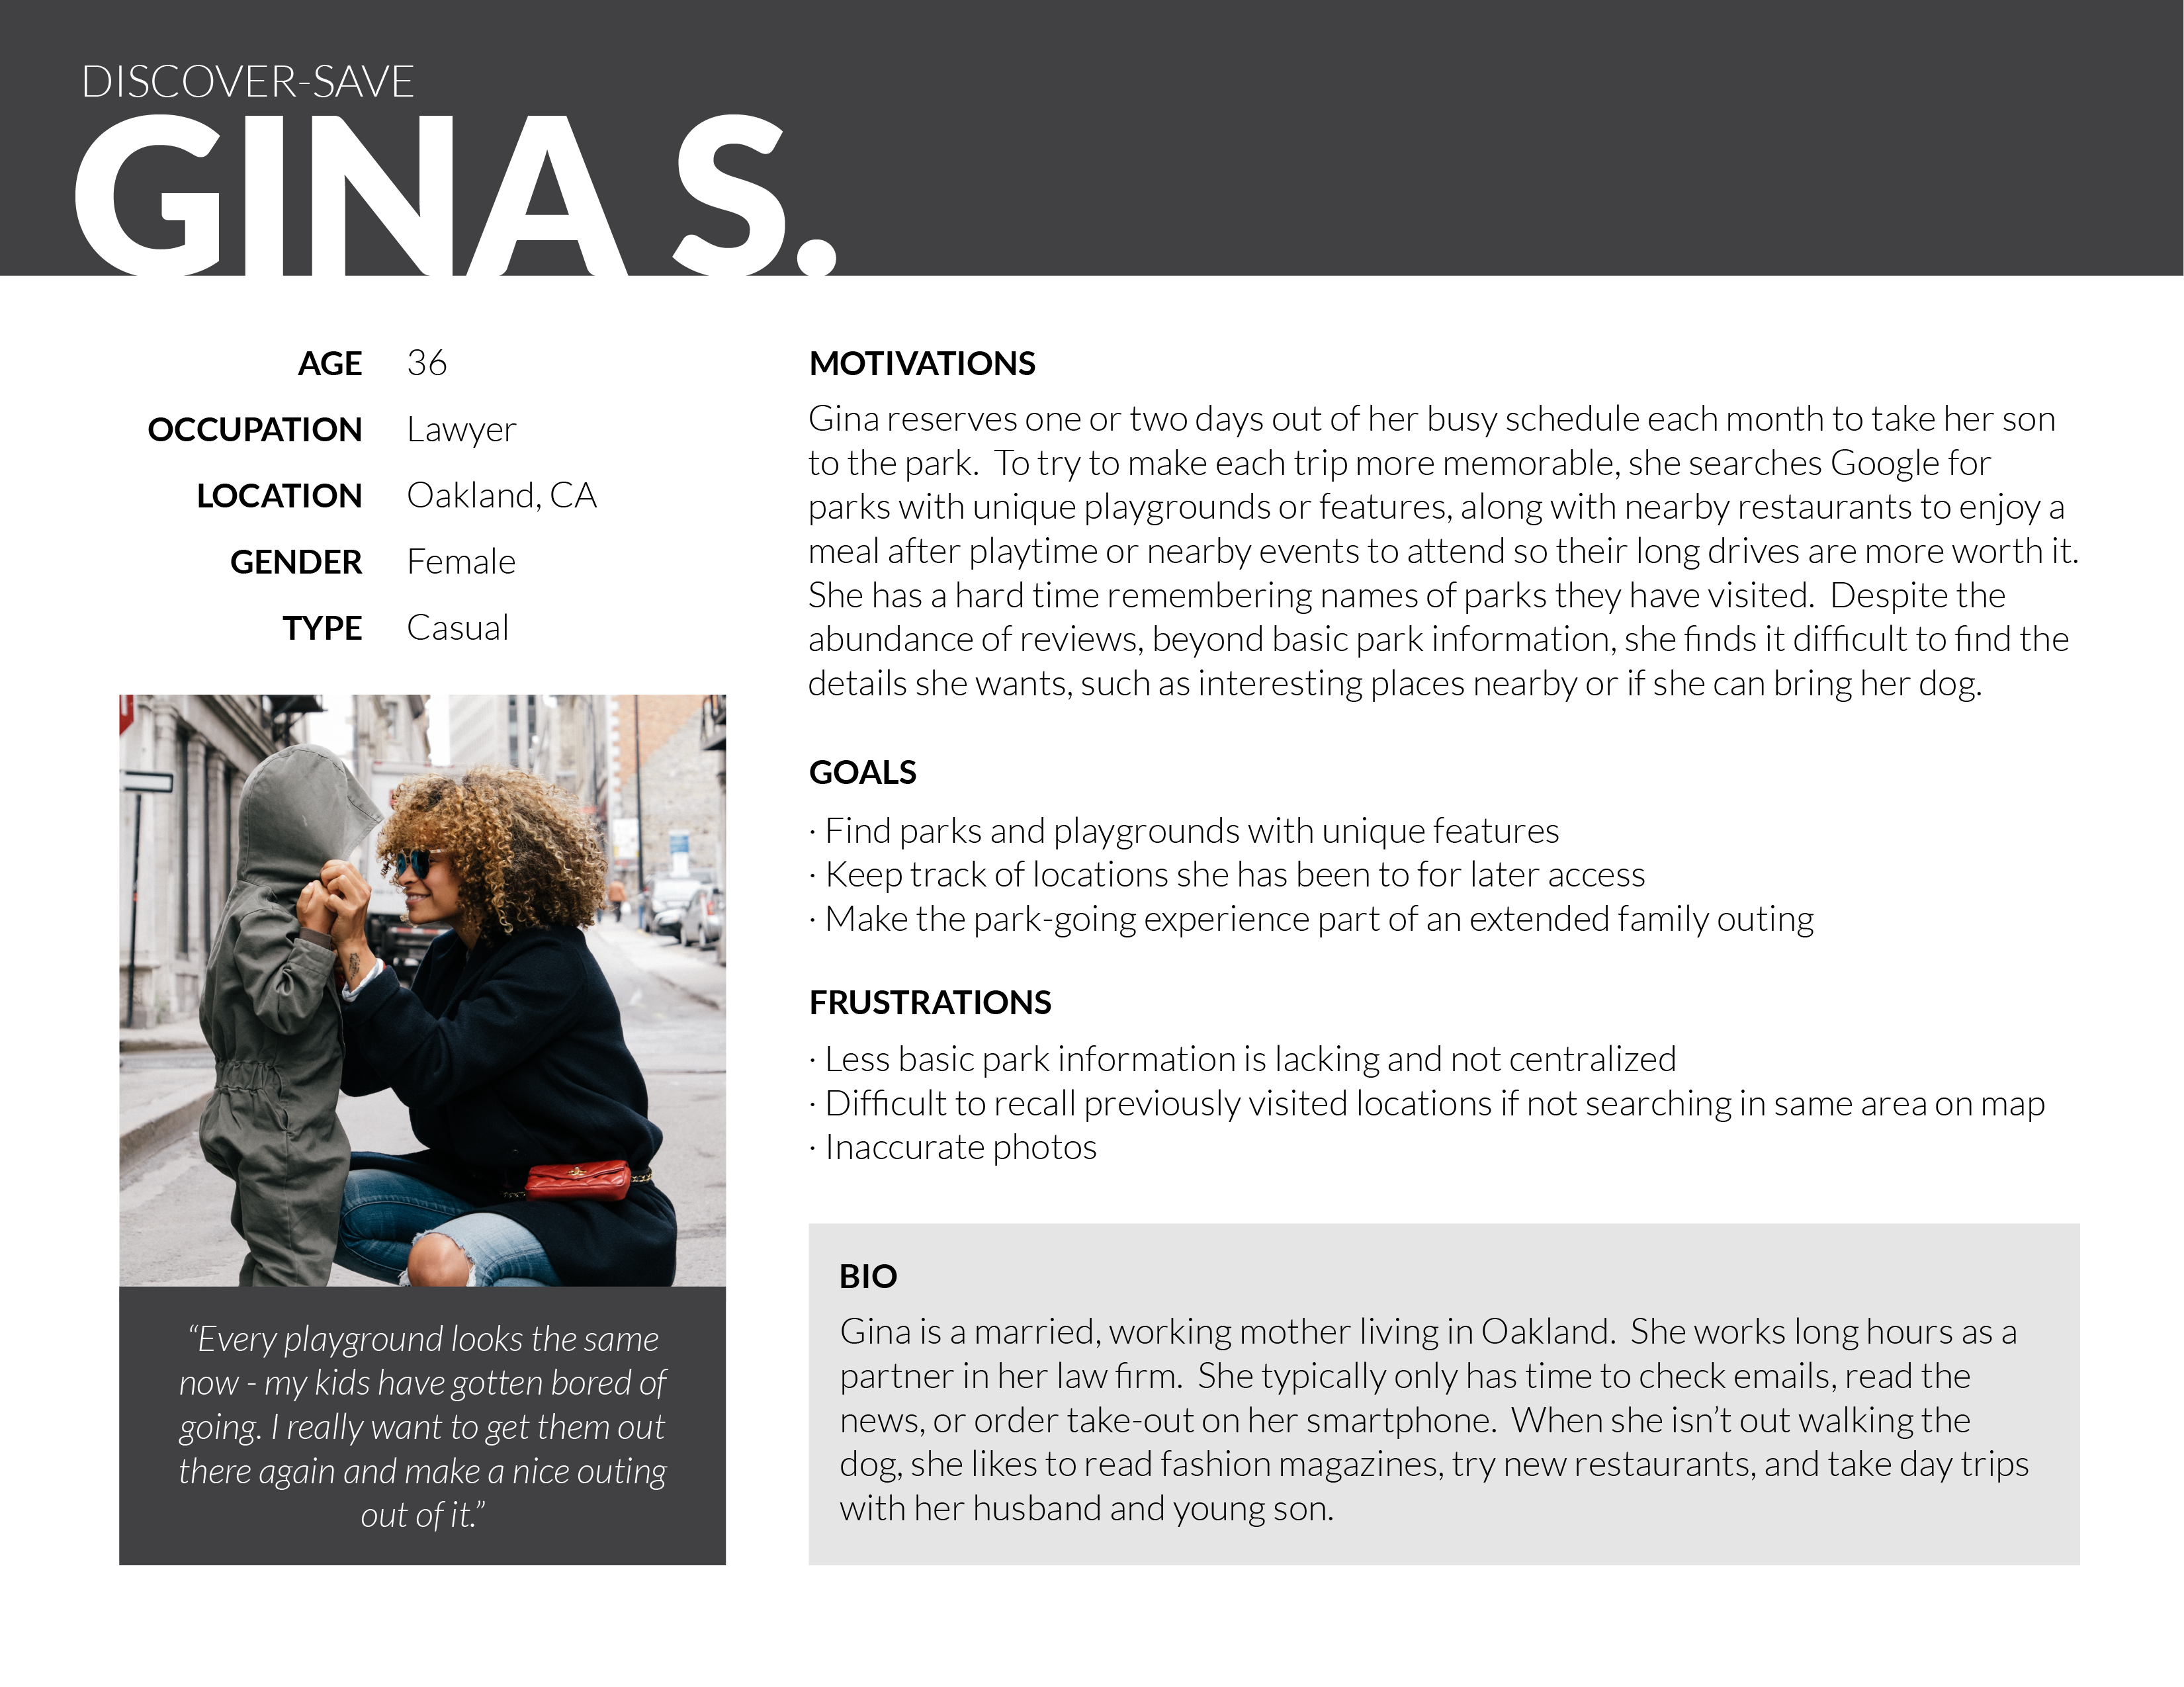 DISCOVER-SAVE
GINA S.
AGE 36
OCCUPATION Lawyer
LOCATION Oakland, CA
GENDER Female
TYPE Casual
“Every playground looks the same
now - my kids have gotten bored of
going. I really want to get them out
there again and make a nice outing
out of it.”
MOTIVATIONS
Gina reserves one or two days out of her busy schedule each month to take her son
to the park. To try to make each trip more memorable, she searches Google for
parks with unique playgrounds or features, along with nearby restaurants to enjoy a
meal after playtime or nearby events to attend so their long drives are more worth it.
She has a hard time remembering names of parks they have visited. Despite the
abundance of reviews, beyond basic park information, she finds it difficult to find the
details she wants, such as interesting places nearby or if she can bring her dog.
GOALS
· Find parks and playgrounds with unique features
· Keep track of locations she has been to for later access
· Make the park-going experience part of an extended family outing
FRUSTRATIONS
· Less basic park information is lacking and not centralized
· Difficult to recall previously visited locations if not searching in same area on map
· Inaccurate photos
BIO
Gina is a married, working mother living in Oakland. She works long hours as a
partner in her law firm. She typically only has time to check emails, read the
news, or order take-out on her smartphone. When she isn’t out walking the
dog, she likes to read fashion magazines, try new restaurants, and take day trips
with her husband and young son.